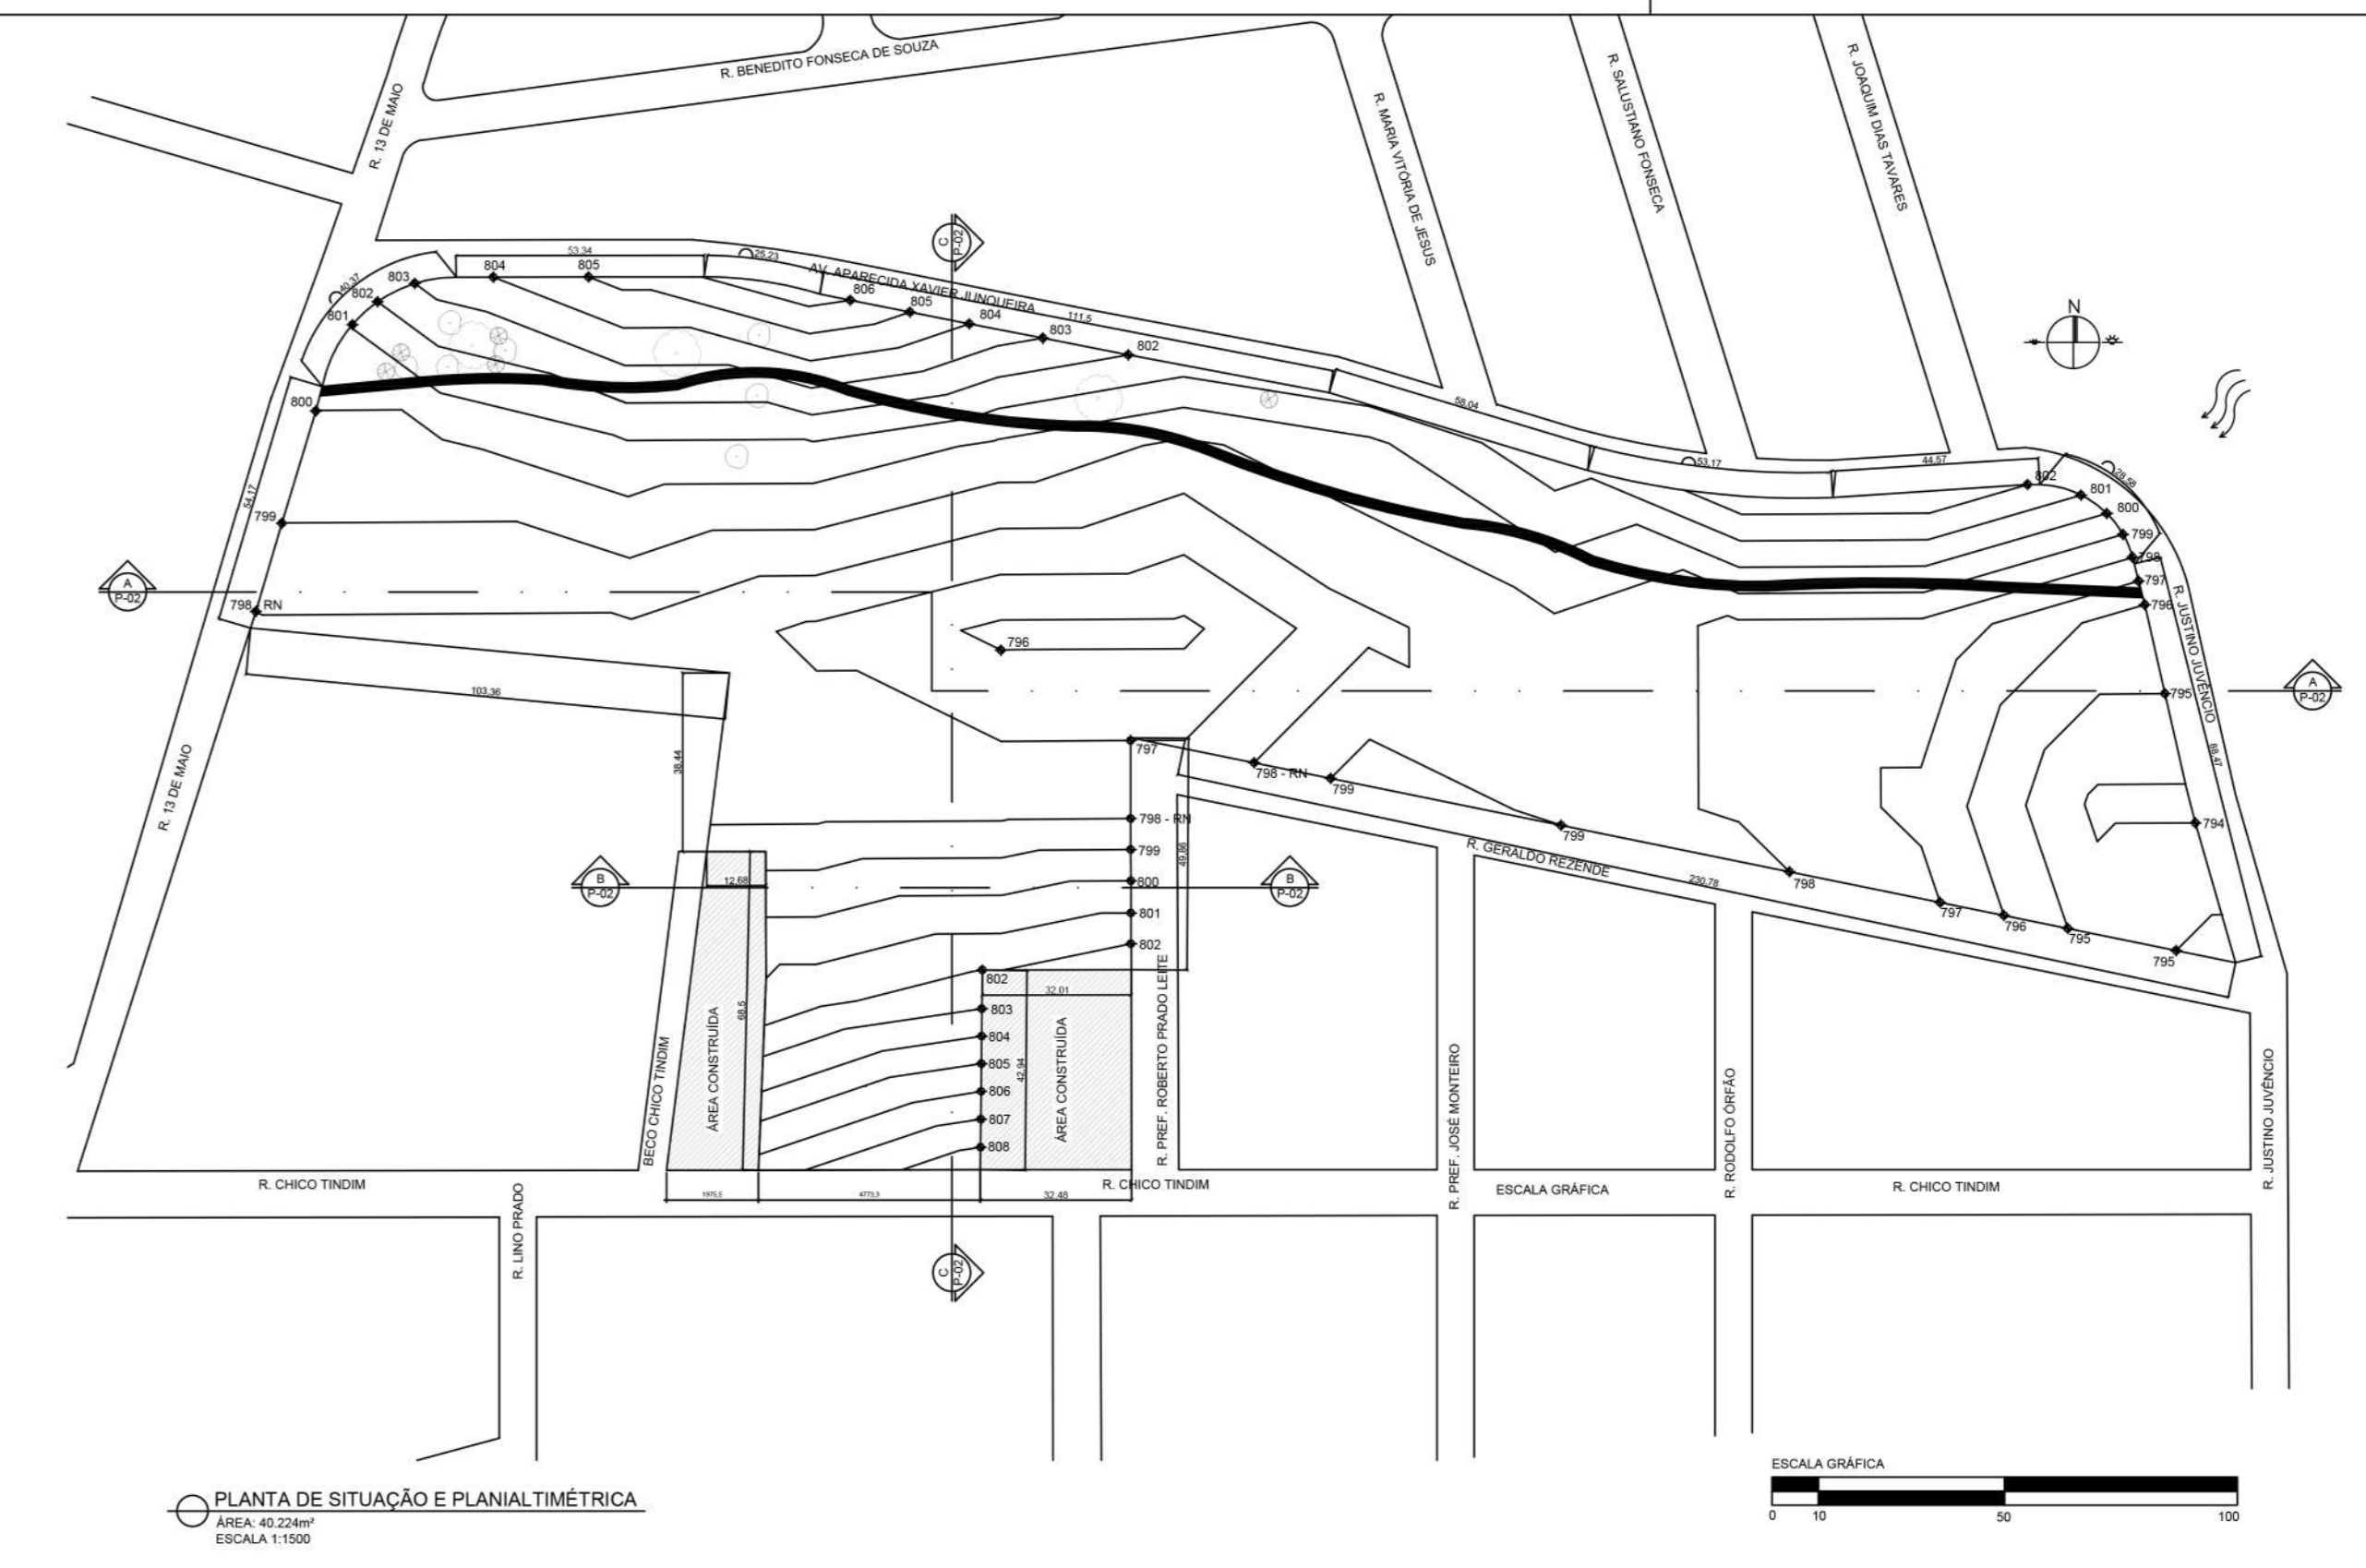 R. BENEDITO FONSECA DE SOUZA
R. 13 DE MAIO
R. MARIA VITÓRIA DE JESUS
R. SALUSTIANO FONSECA
R. JOAQUIM DIAS TAVARES
C
P-02
53,34
25,23
AV. APARECIDA XAVIER JUNQUEIRA
111,5
40,37
803
804
805
802
801
806
805
804
803
802
N
800
58,04
53,17
44,57
28,58
802
801
800
799
798
797
796
54,17
799
A
P-02
798 RN
796
R. JUSTINO JUVÊNCIO
795
A
P-02
103,36
38,44
797
798 - RN
799
88,47
R. 13 DE MAIO
798 - RN
799
799
794
49,86
R. GERALDO REZENDE
230,78
B
P-02
12,68
800
B
P-02
798
801
797
796
795
795
802
802
32,01
803
804
805
806
807
808
68,5
42,94
ÁREA CONSTRUÍDA
ÁREA CONSTRUÍDA
BECO CHICO TINDIM
R. PREF. ROBERTO PRADO LEITE
R. PREF. JOSÉ MONTEIRO
R. RODOLFO ÓRFÃO
R. JUSTINO JUVÊNCIO
R. CHICO TINDIM
R. CHICO TINDIM
ESCALA GRÁFICA
R. CHICO TINDIM
1975,5
4773,3
32,48
R. LINO PRADO
C
P-02
PLANTA DE SITUAÇÃO E PLANIALTIMÉTRICA
ÁREA: 40.224m²
ESCALA 1:1500
ESCALA GRÁFICA
0 10 50 100